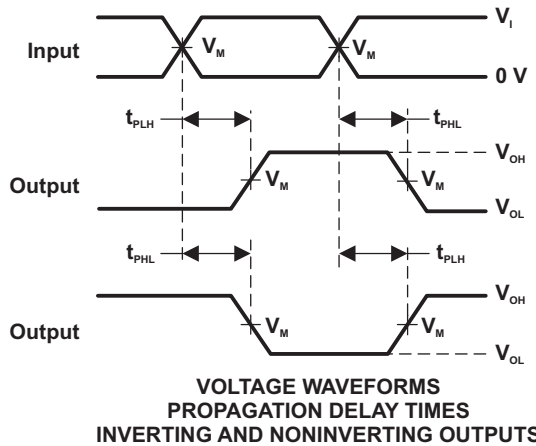 V_I
Input V_M V_M
0 V
t_PLH t_PHL
V_OH
Output V_M V_M
V_OL
t_PHL t_PLH
V_OH
Output V_M V_M
V_OL
VOLTAGE WAVEFORMS
PROPAGATION DELAY TIMES
INVERTING AND NONINVERTING OUTPUTS